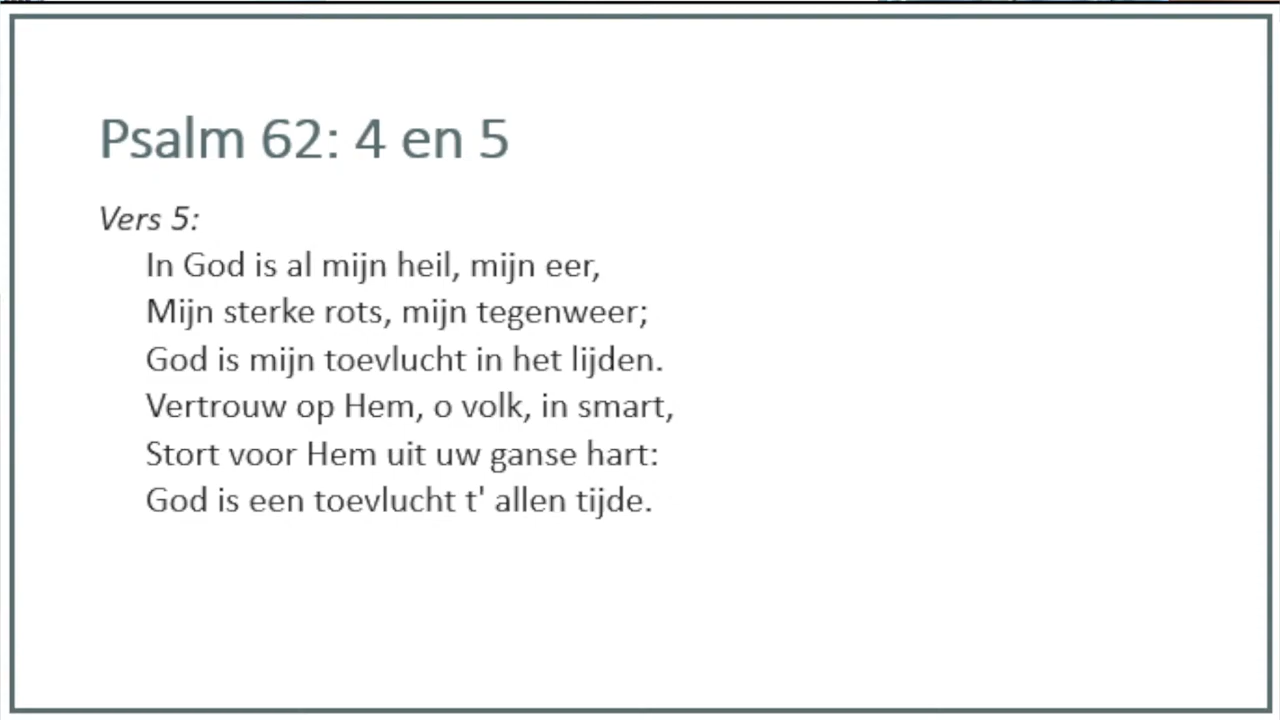 Psalm 62: 4 en 5
Vers 5:
In God is al mijn heil, mijn eer,
Mijn sterke rots, mijn tegenweer;
God is mijn toevlucht in het lijden.
Vertrouw op Hem, o volk, in smart,
Stort voor Hem uit uw ganse hart:
God is een toevlucht t' allen tijde.